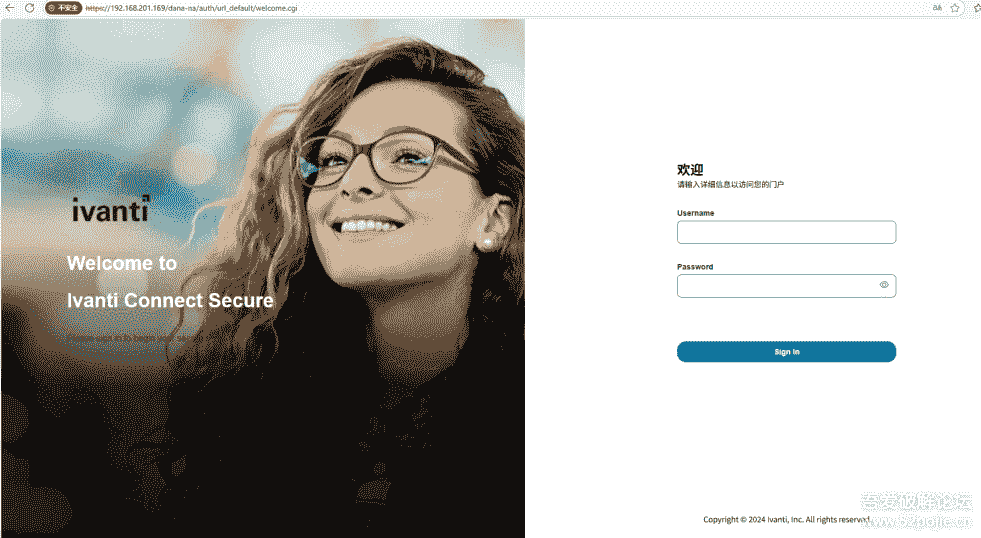 不安全 https://192.168.201.169/dana-na/auth/url_default/welcome.cgi
ivanti
Welcome to
Ivanti Connect Secure
欢迎
请输入详细信息以访问您的门户
Username
Password
Sign In
Copyright © 2024 Ivanti, Inc. All rights reserved.
吾爱破解论坛
www.52pojie.cn